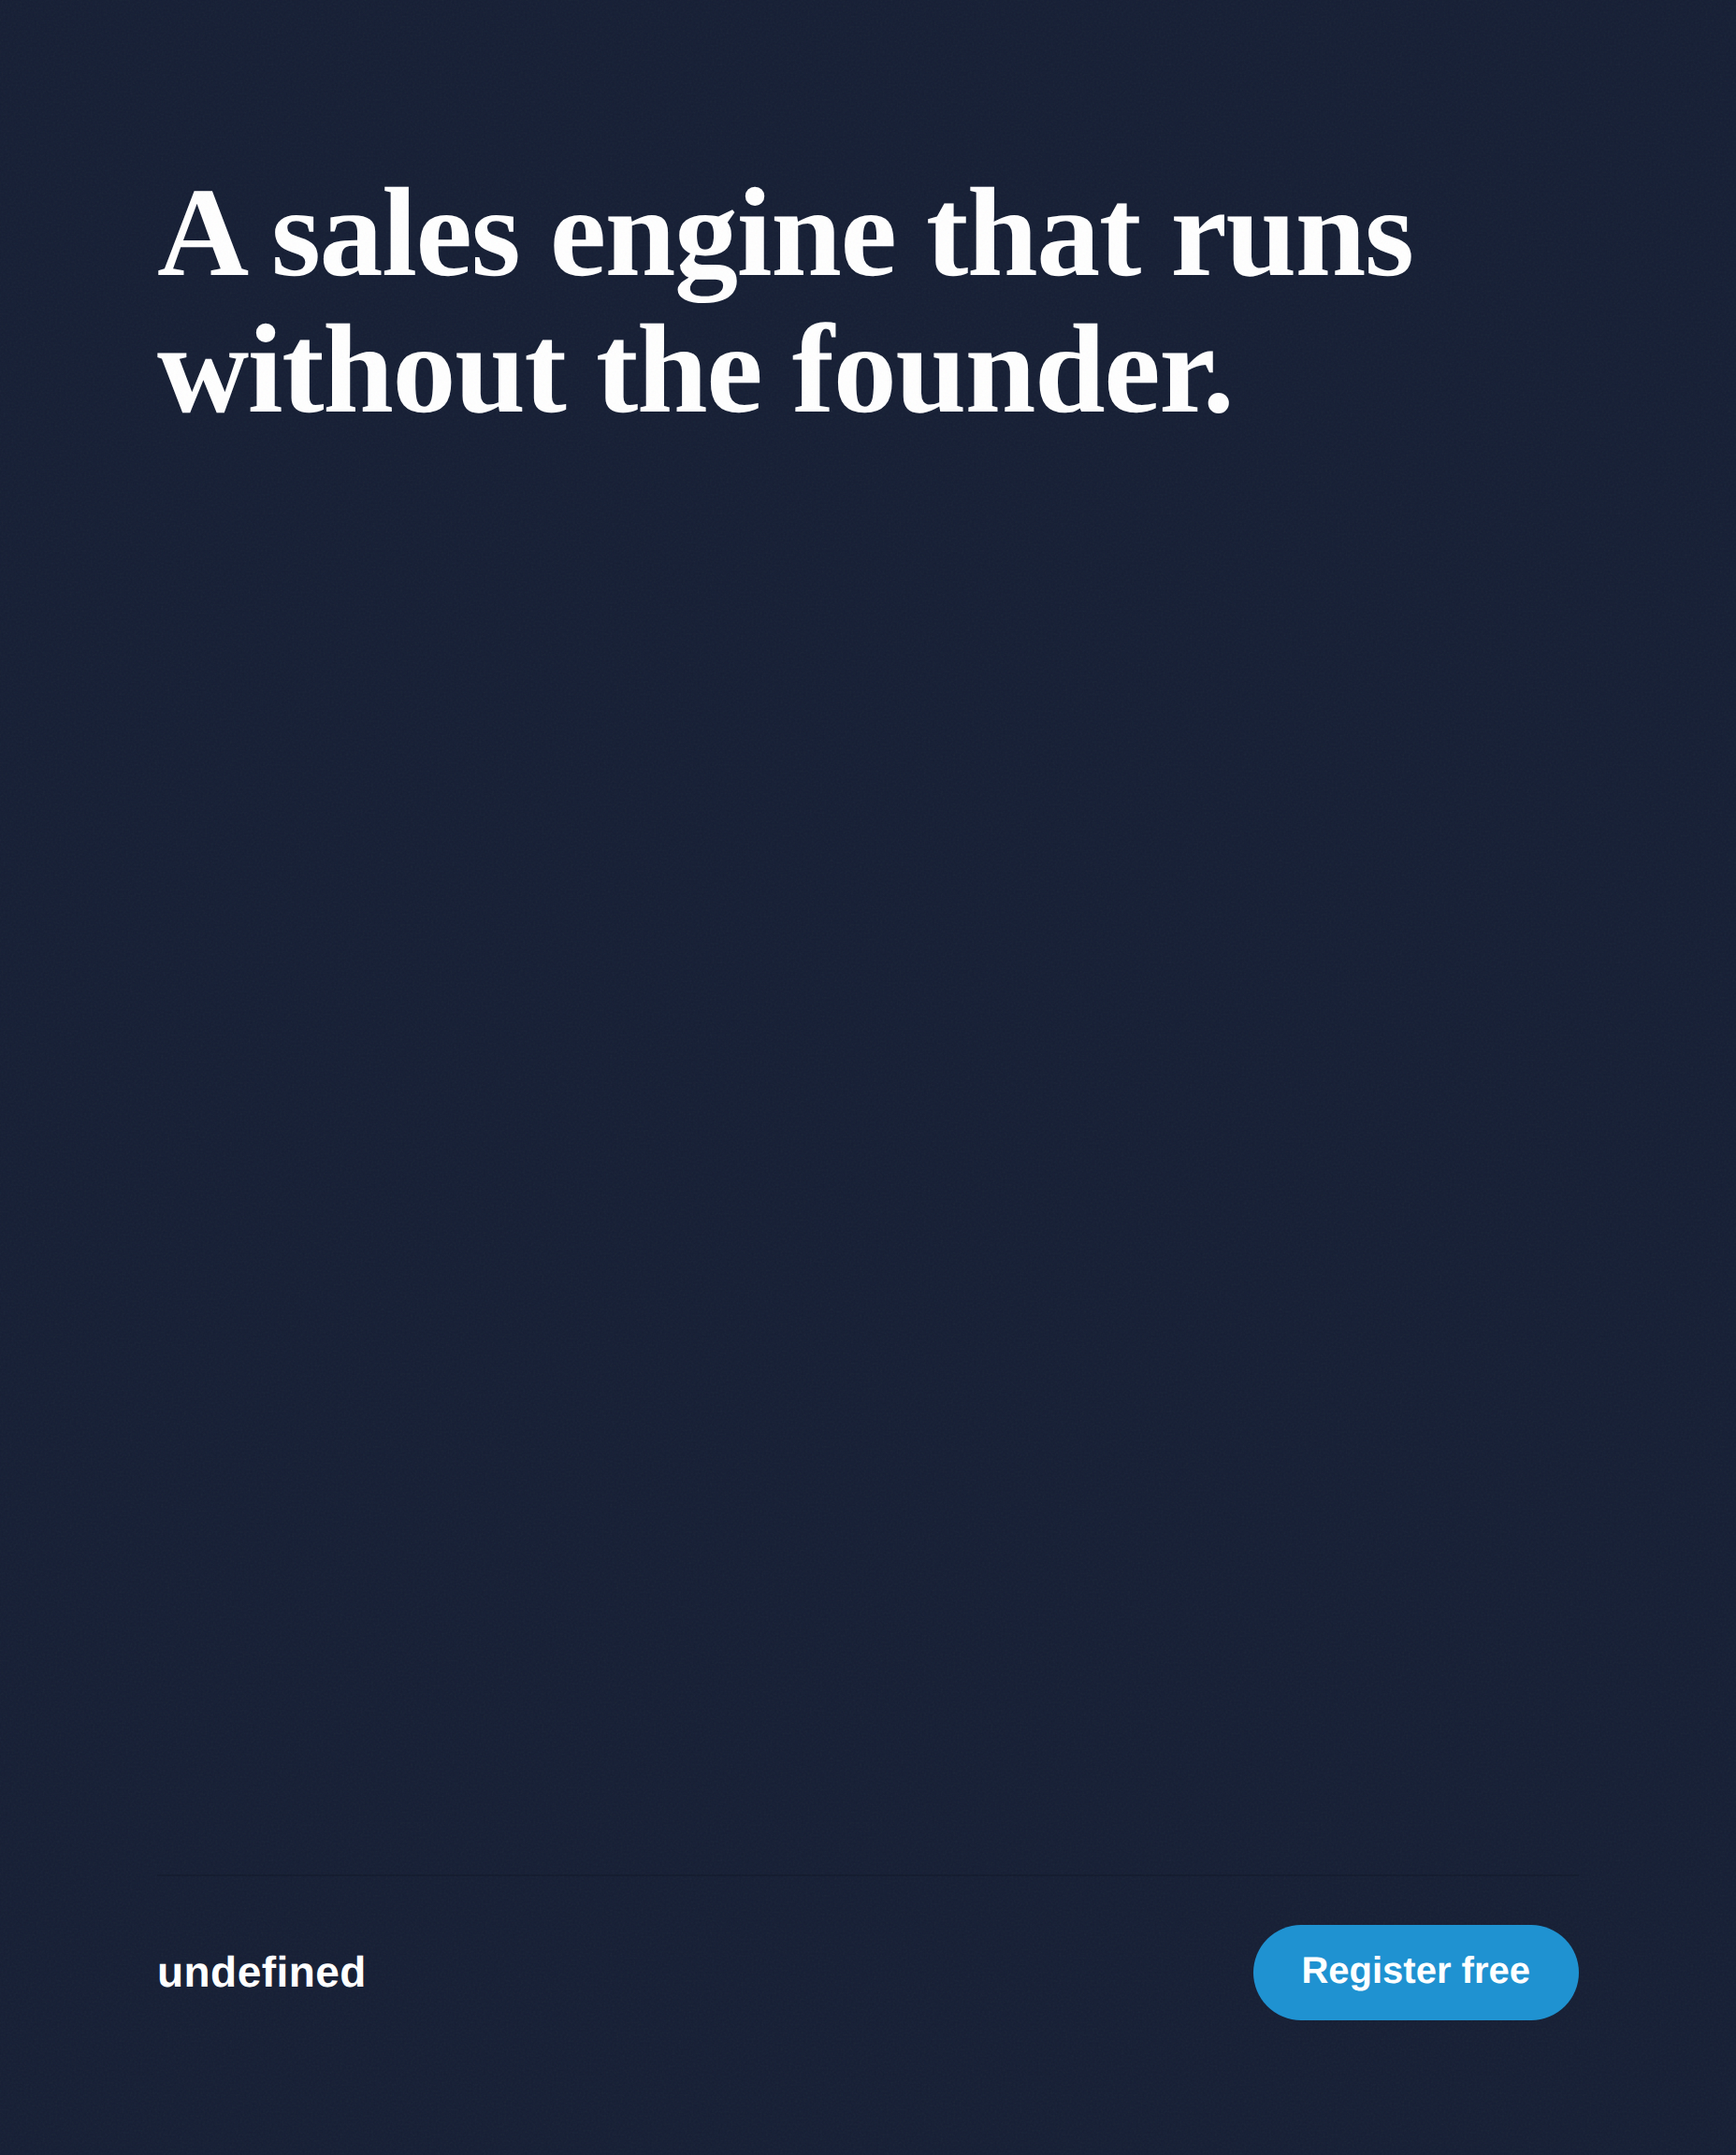 A sales engine that runs
without the founder.
undefined
Register free